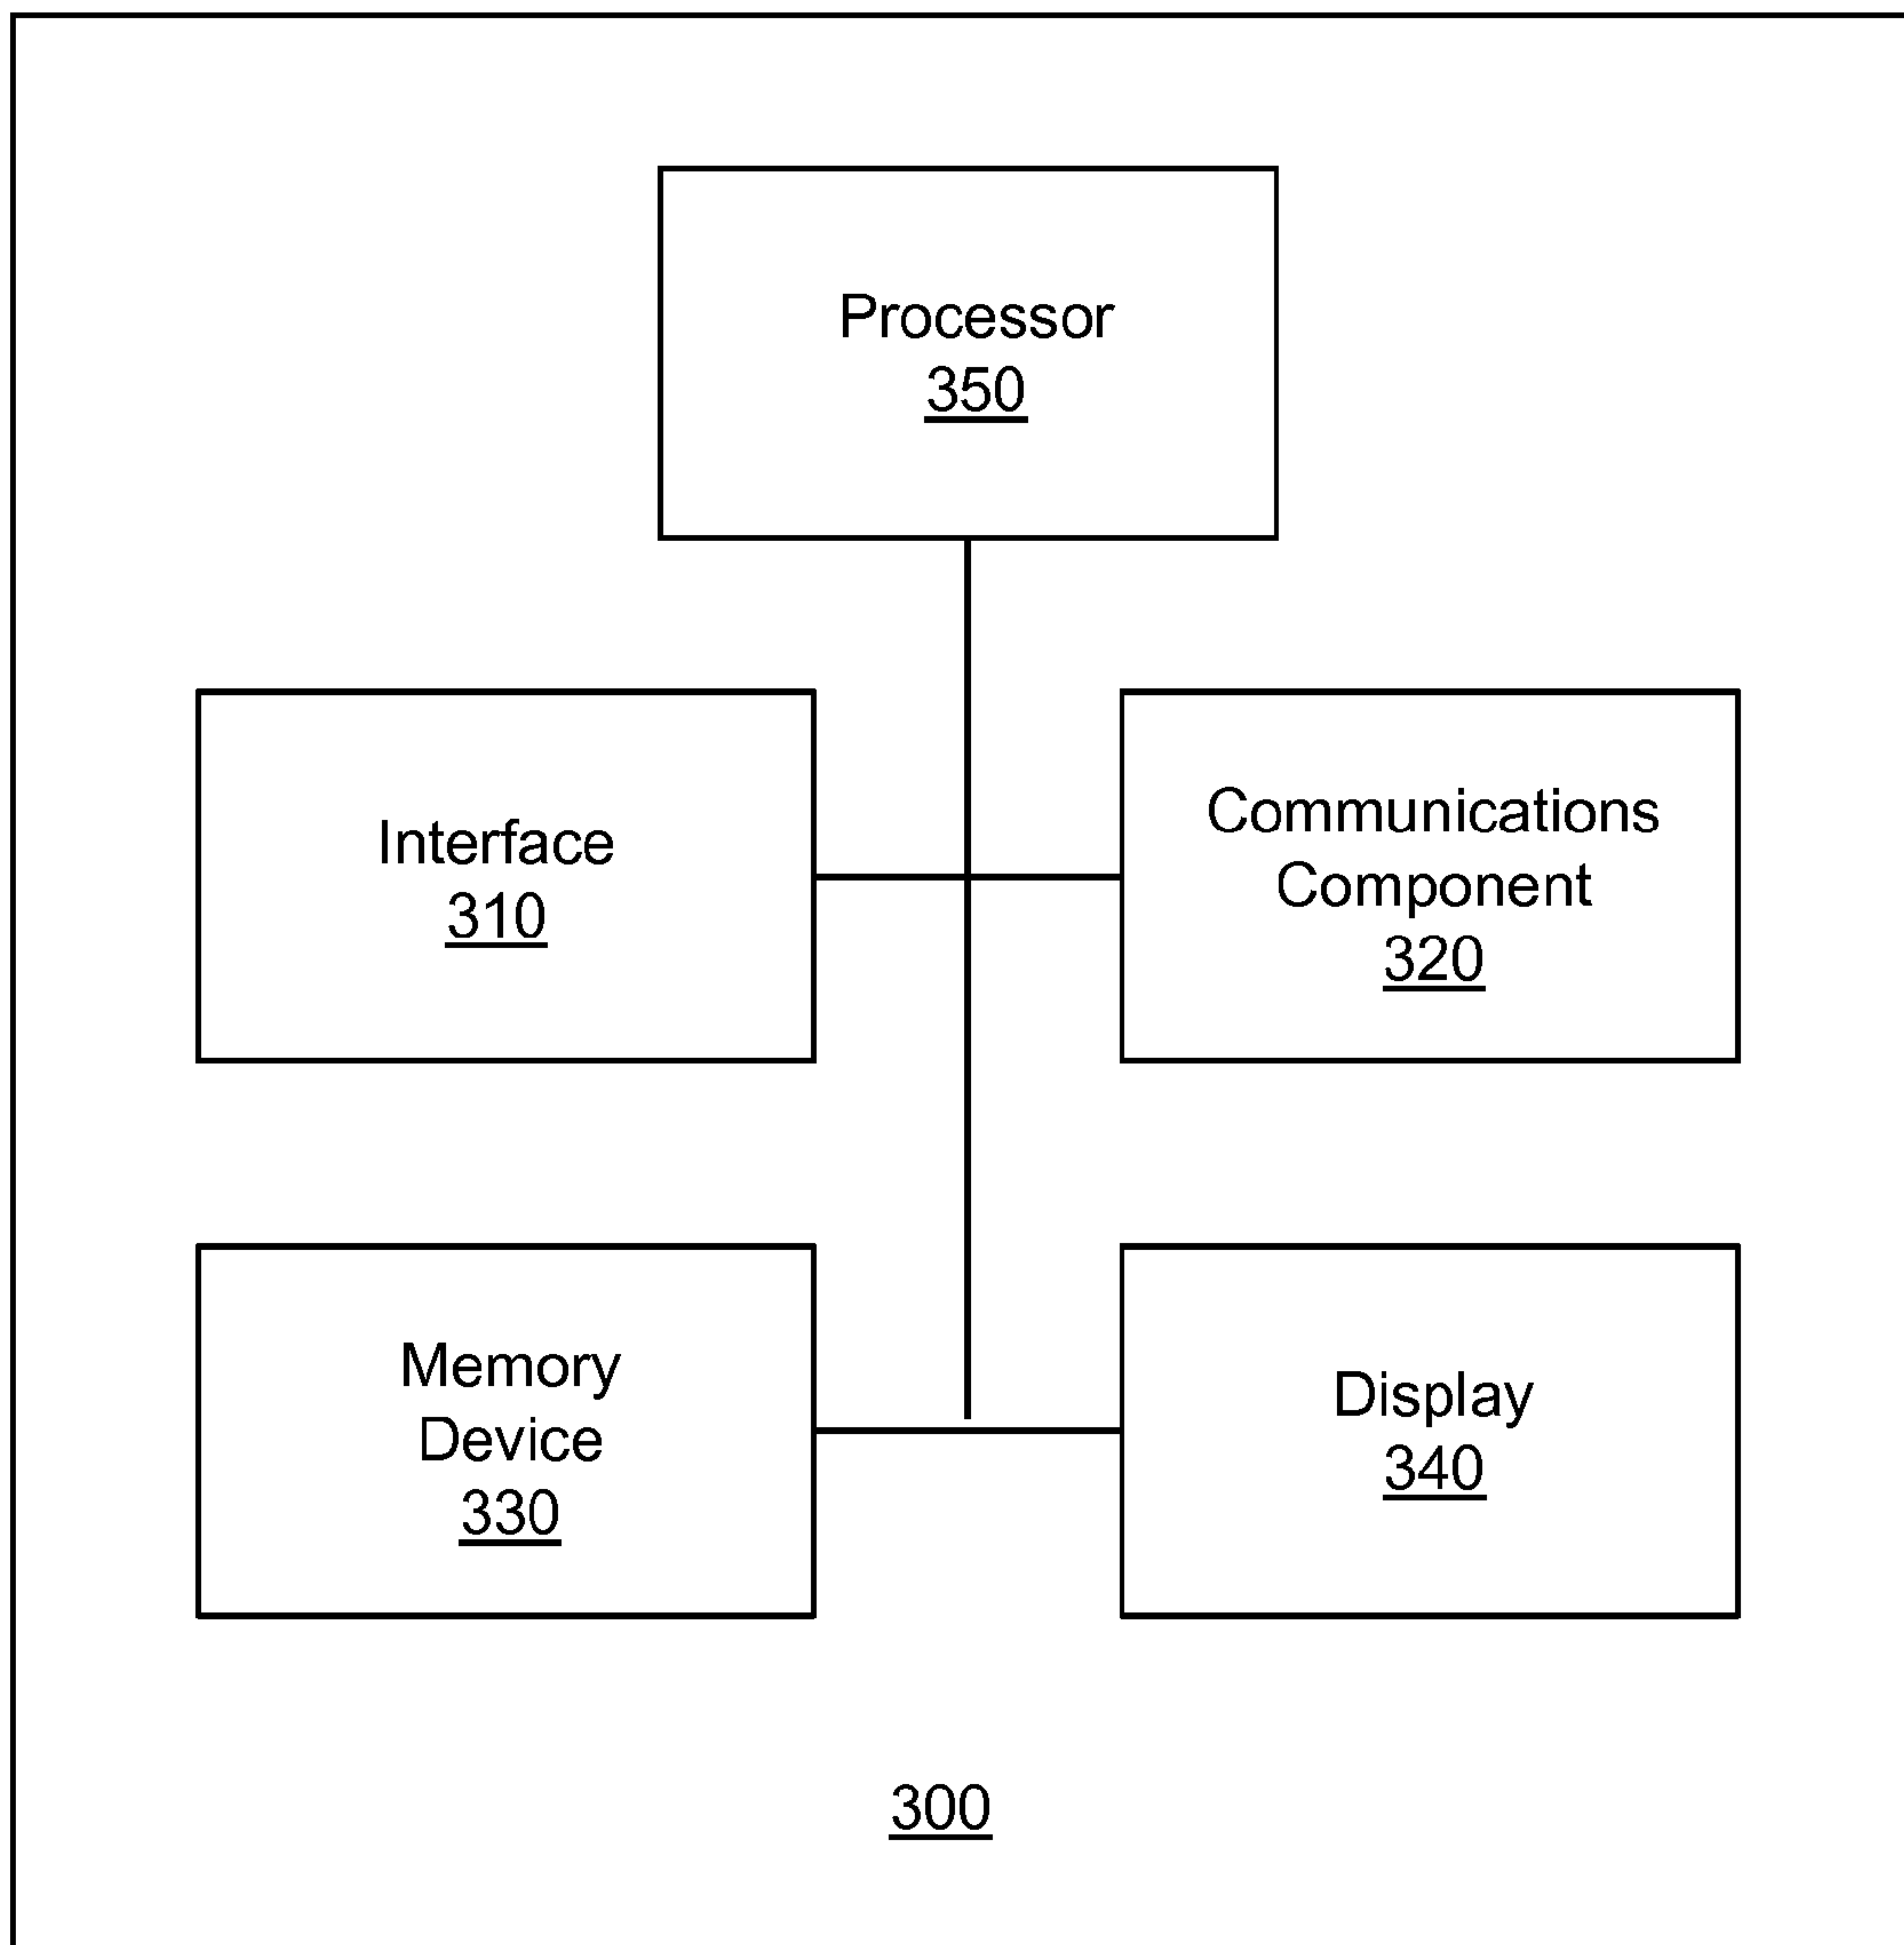 Processor
350
Interface
310
Communications
Component
320
Memory
Device
330
Display
340
300